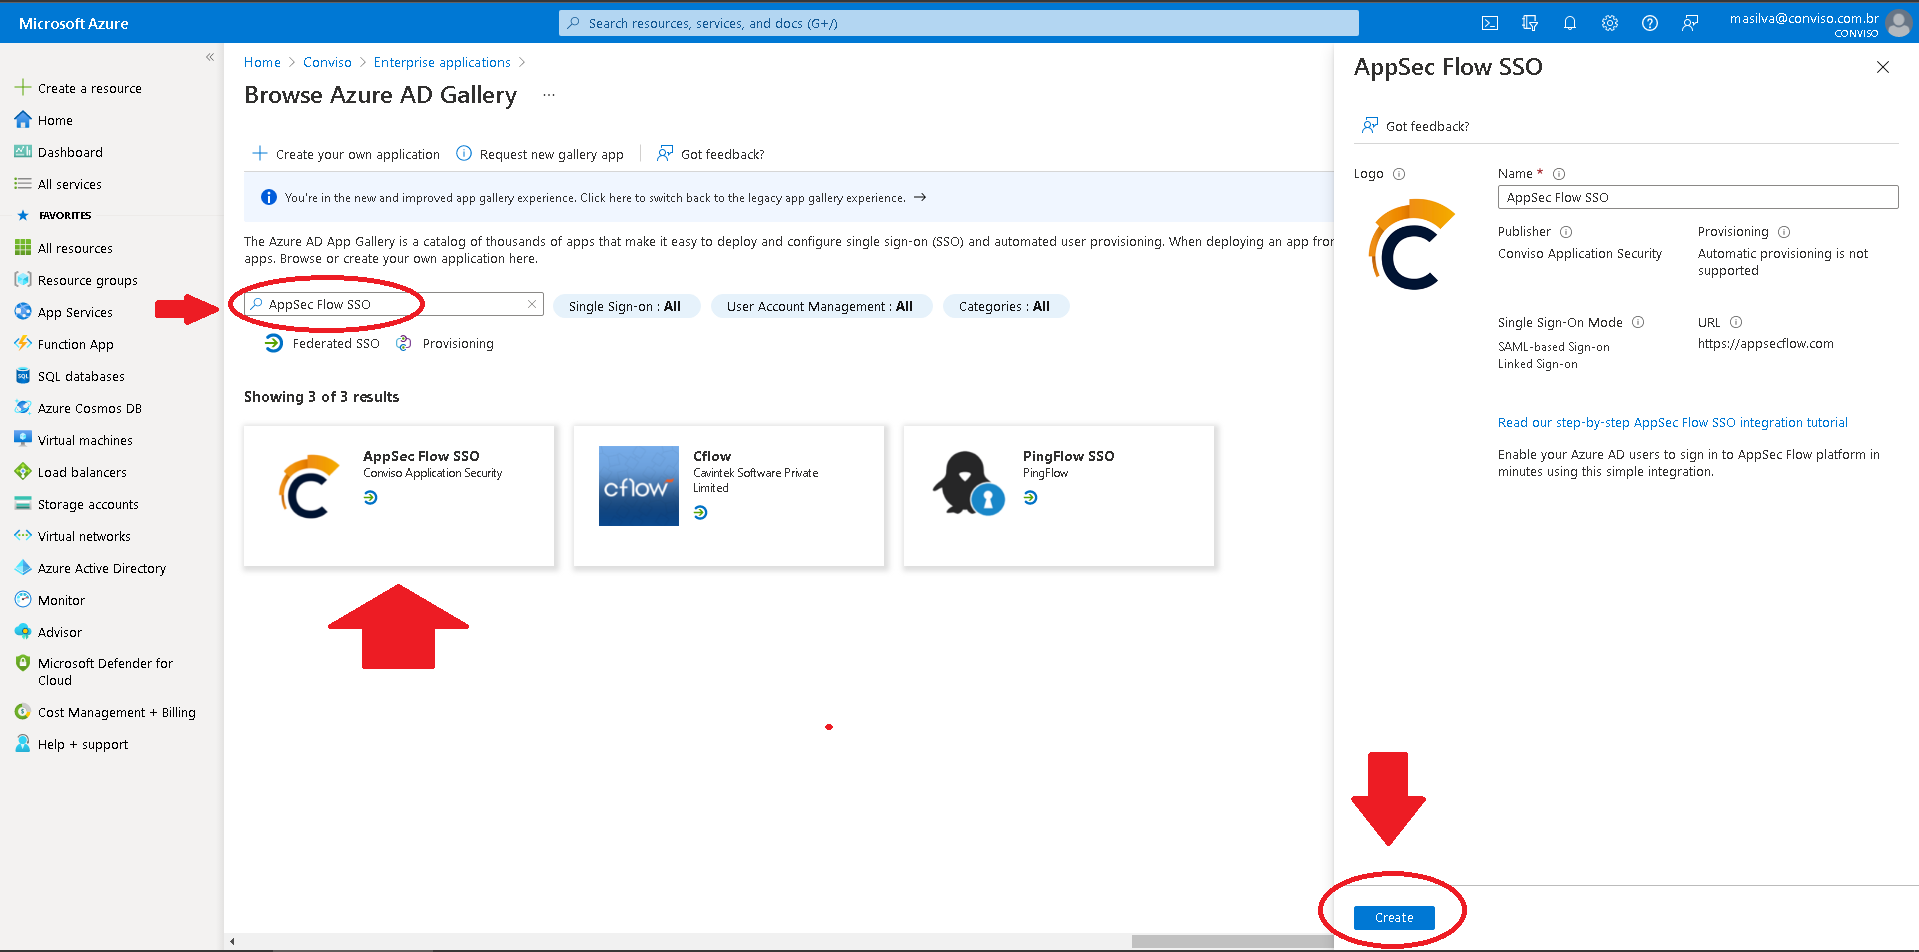 Microsoft Azure
Search resources, services, and docs (G+/)
masilva@conviso.com.br
CONVISO
Create a resource
Home
Dashboard
All services
FAVORITES
All resources
Resource groups
App Services
Function App
SQL databases
Azure Cosmos DB
Virtual machines
Load balancers
Storage accounts
Virtual networks
Azure Active Directory
Monitor
Advisor
Microsoft Defender for
Cloud
Cost Management + Billing
Help + support
Home > Conviso > Enterprise applications >
Browse Azure AD Gallery ...
Create your own application
Request new gallery app
Got feedback?
You're in the new and improved app gallery experience. Click here to switch back to the legacy app gallery experience. →
The Azure AD App Gallery is a catalog of thousands of apps that make it easy to deploy and configure single sign-on (SSO) and automated user provisioning. When deploying an app from
apps. Browse or create your own application here.
AppSec Flow SSO
Single Sign-on : All
User Account Management : All
Categories : All
Federated SSO
Provisioning
Showing 3 of 3 results
AppSec Flow SSO
Conviso Application Security
cflow
Cflow
Cavintek Software Private
Limited
PingFlow SSO
PingFlow
AppSec Flow SSO
Got feedback?
Logo
Name *
AppSec Flow SSO
Publisher
Conviso Application Security
Provisioning
Automatic provisioning is not
supported
Single Sign-On Mode
SAML-based Sign-on
Linked Sign-on
URL
https://appsecflow.com
Read our step-by-step AppSec Flow SSO integration tutorial
Enable your Azure AD users to sign in to AppSec Flow platform in
minutes using this simple integration.
Create